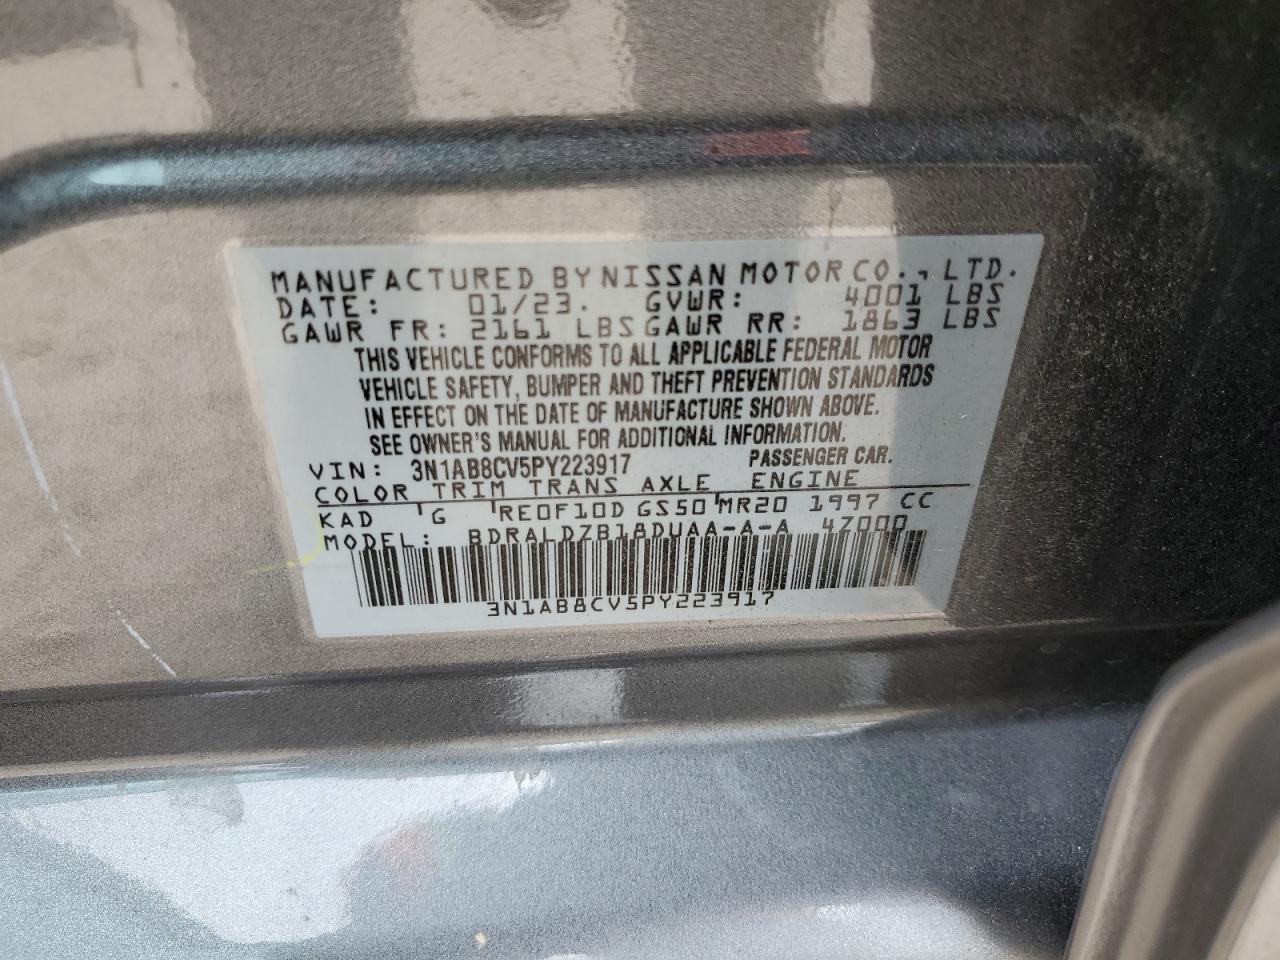 MANUFACTURED BY NISSAN MOTOR CO., LTD.
DATE: 01/23. GVWR: 4001 LBS
GAWR FR: 2161 LBS GAWR RR: 1863 LBS
THIS VEHICLE CONFORMS TO ALL APPLICABLE FEDERAL MOTOR
VEHICLE SAFETY, BUMPER AND THEFT PREVENTION STANDARDS
IN EFFECT ON THE DATE OF MANUFACTURE SHOWN ABOVE.
SEE OWNER'S MANUAL FOR ADDITIONAL INFORMATION.
VIN: 3N1AB8CV5PY223917 PASSENGER CAR.
COLOR TRIM TRANS AXLE ENGINE
KAD G RE0F10D GS50 MR20 1997 CC
MODEL: BDRALDZB18DUAA-A-A 4Z000
3N1AB8CV5PY223917